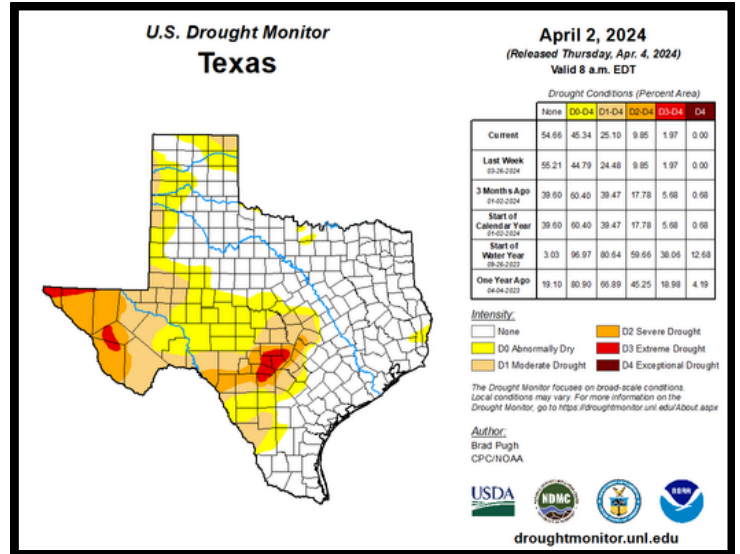 U.S. Drought Monitor
Texas
April 2, 2024
(Released Thursday, Apr. 4, 2024)
Valid 8 a.m. EDT
Drought Conditions (Percent Area)
None D0-D4 D1-D4 D2-D4 D3-D4 D4
Current 54.66 45.34 25.10 9.85 1.97 0.00
Last Week
03-26-2024 55.21 44.79 24.48 9.85 1.97 0.00
3 Months Ago
01-02-2024 39.60 60.40 39.47 17.78 5.68 0.68
Start of
Calendar Year
01-02-2024 39.60 60.40 39.47 17.78 5.68 0.68
Start of
Water Year
09-26-2023 3.03 96.97 80.64 59.66 38.06 12.68
One Year Ago
04-04-2023 19.10 80.90 66.89 45.25 18.98 4.19
Intensity:
None
D0 Abnormally Dry
D1 Moderate Drought
D2 Severe Drought
D3 Extreme Drought
D4 Exceptional Drought
The Drought Monitor focuses on broad-scale conditions.
Local conditions may vary. For more information on the
Drought Monitor, go to https://droughtmonitor.unl.edu/About.aspx
Author:
Brad Pugh
CPC/NOAA
USDA
NDMC
NOAA
droughtmonitor.unl.edu